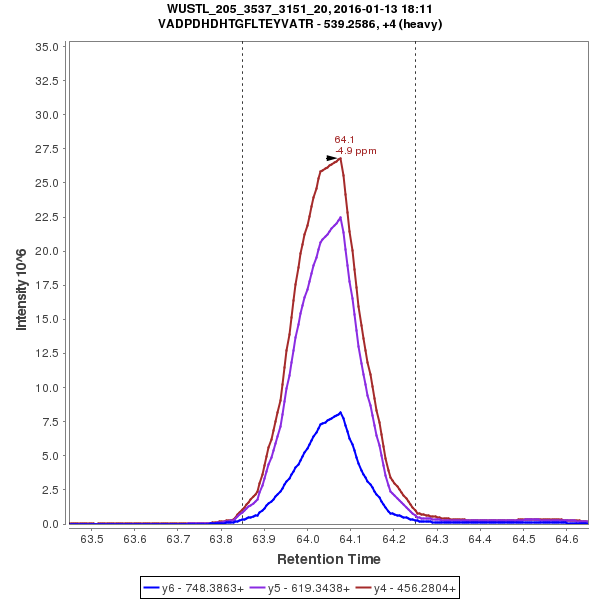 WUSTL_205_3537_3151_20, 2016-01-13 18:11
VADPDHDHTGFLTEYVATR - 539.2586, +4 (heavy)
35.0
32.5
30.0
27.5
25.0
22.5
20.0
17.5
15.0
12.5
10.0
7.5
5.0
2.5
0.0
Intensity 10^6
64.1
-4.9 ppm
63.5 63.6 63.7 63.8 63.9 64.0 64.1 64.2 64.3 64.4 64.5 64.6
Retention Time
y6 - 748.3863+ y5 - 619.3438+ y4 - 456.2804+